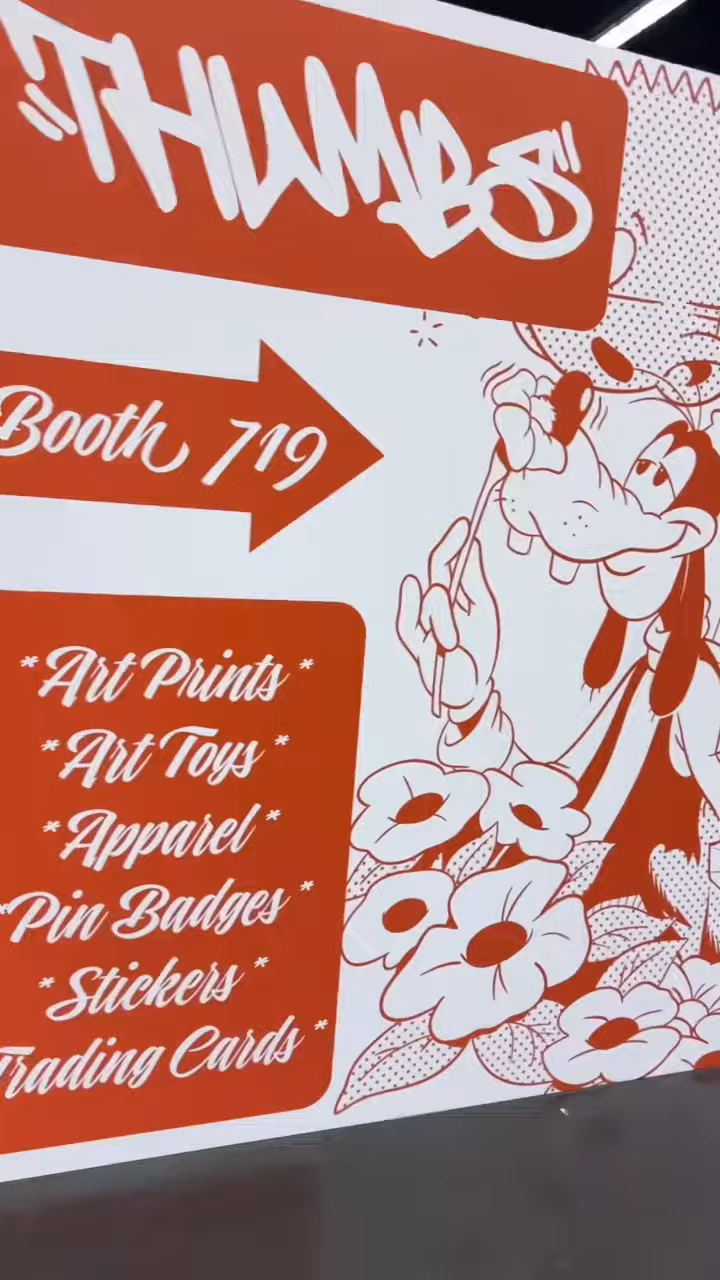 "THUMBS"
Booth 719
*Art Prints*
*Art Toys*
*Apparel*
*Pin Badges*
*Stickers*
Trading Cards*